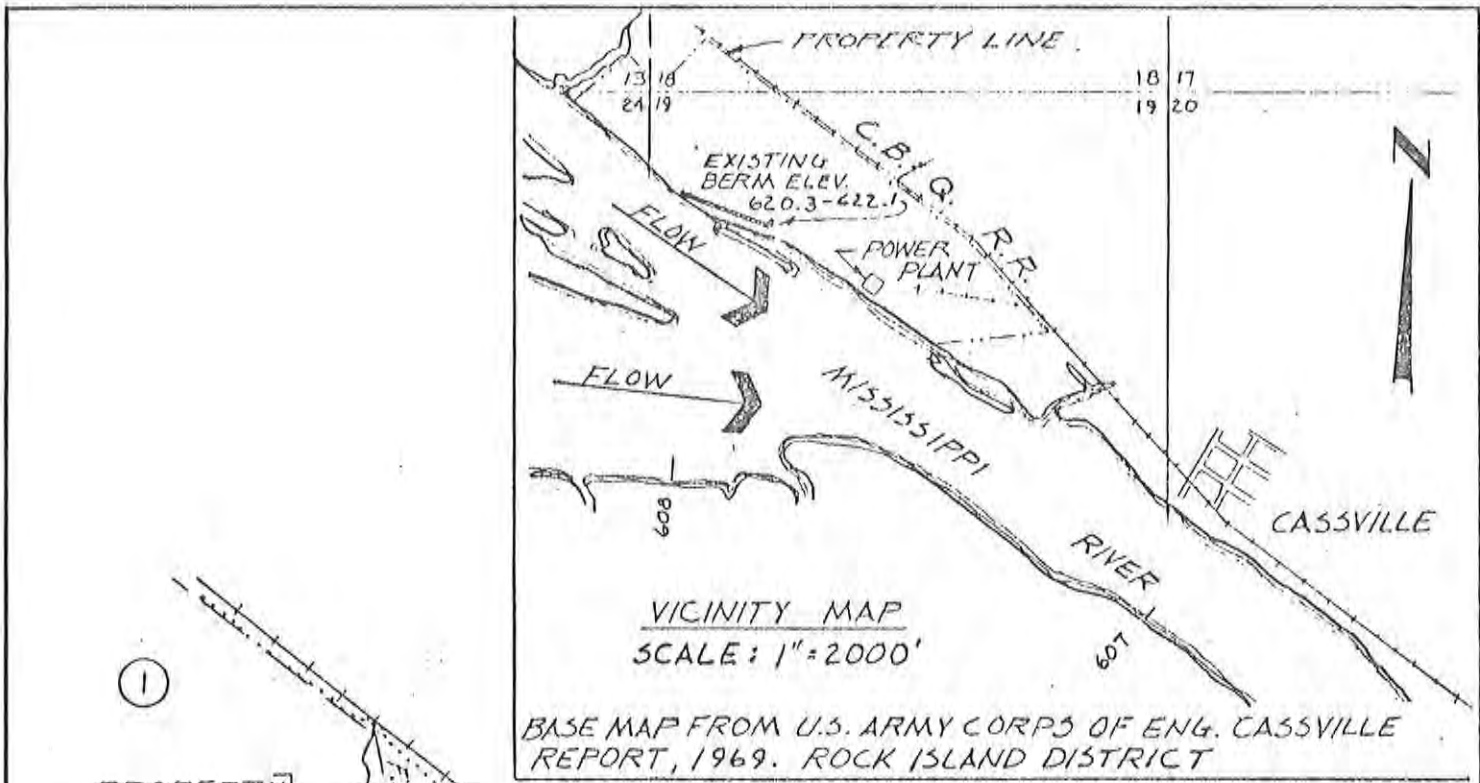 PROPERTY LINE
13 18
24 19
18 17
19 20
C.B.&Q. R.R.
N
EXISTING
BERM ELEV.
620.3-622.1
FLOW
POWER
PLANT
FLOW
MISSISSIPPI
RIVER
608
607
CASSVILLE
VICINITY MAP
SCALE: 1"=2000'
BASE MAP FROM U.S. ARMY CORPS OF ENG. CASSVILLE
REPORT, 1969. ROCK ISLAND DISTRICT
1
PROPERTY